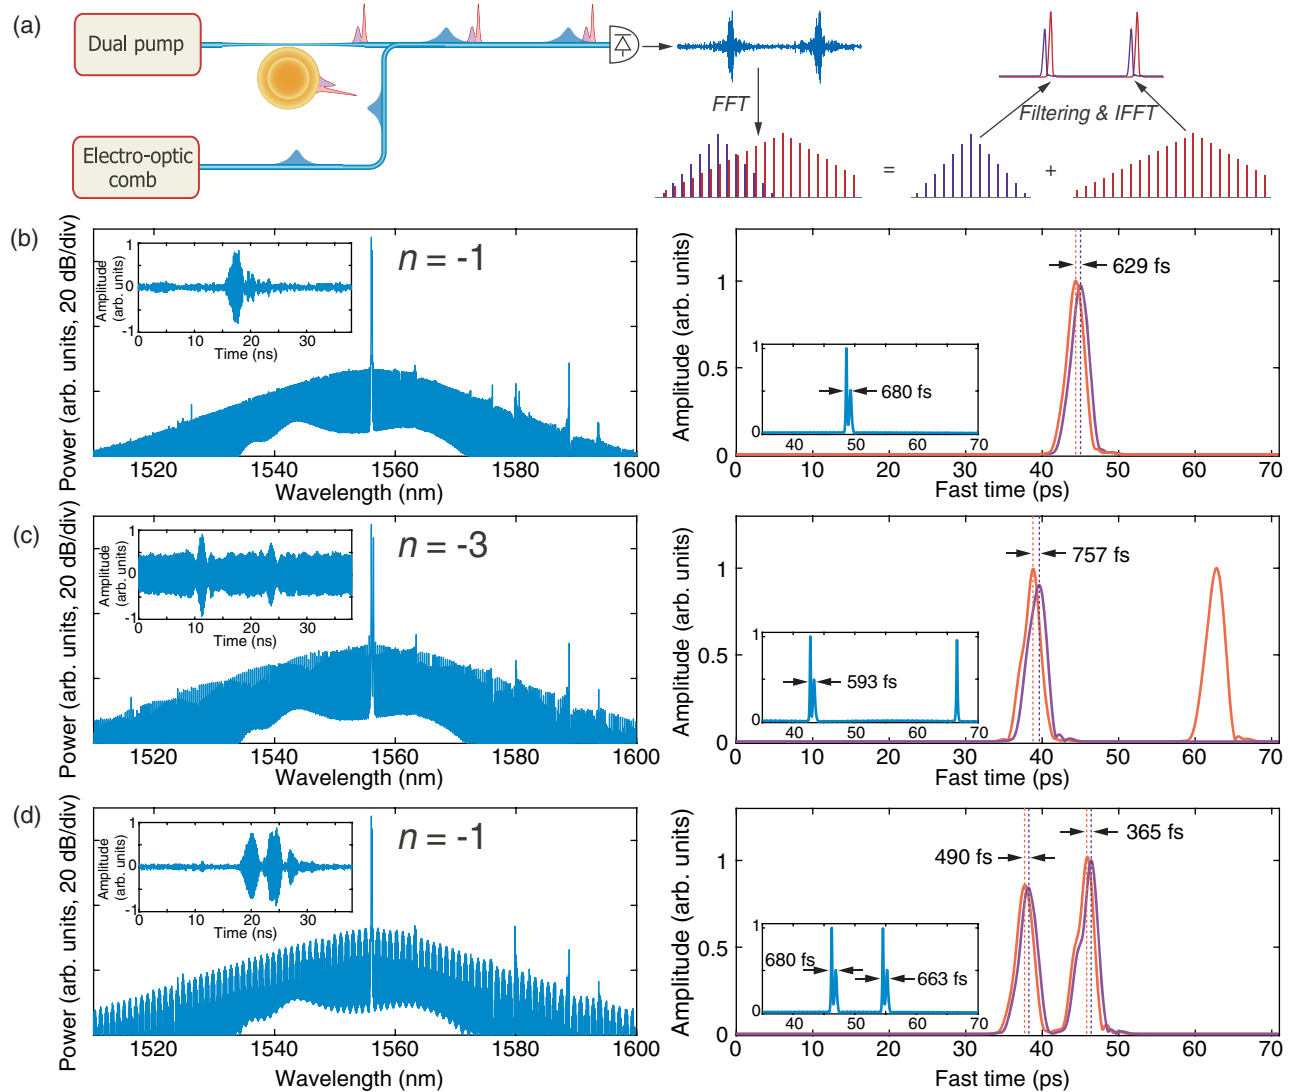 (a)
Dual pump
Electro-optic
comb
FFT
Filtering & IFFT
=
+
(b)
Power (arb. units, 20 dB/div)
n = -1
Amplitude
(arb. units)
1
0
-1
0 10 20 30
Time (ns)
1520 1540 1560 1580 1600
Wavelength (nm)
Amplitude (arb. units)
1
0.5
0
629 fs
1
0
680 fs
40 50 60 70
0 10 20 30 40 50 60 70
Fast time (ps)
(c)
Power (arb. units, 20 dB/div)
n = -3
Amplitude
(arb. units)
1
0
-1
0 10 20 30
Time (ns)
1520 1540 1560 1580 1600
Wavelength (nm)
Amplitude (arb. units)
1
0.5
0
757 fs
1
0
593 fs
40 50 60 70
0 10 20 30 40 50 60 70
Fast time (ps)
(d)
Power (arb. units, 20 dB/div)
n = -1
Amplitude
(arb. units)
1
0
-1
0 10 20 30
Time (ns)
1520 1540 1560 1580 1600
Wavelength (nm)
Amplitude (arb. units)
1
0.5
0
365 fs
490 fs
1
0
680 fs
663 fs
40 50 60 70
0 10 20 30 40 50 60 70
Fast time (ps)